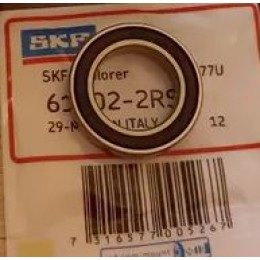 SKF
SKF lorer 77U
61 02-2RS
29- N ITALY 12
7 316577 005267